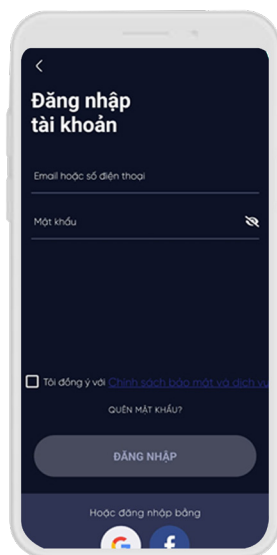 Đăng nhập
tài khoản
Email hoặc số điện thoại
Mật khẩu
Tôi đồng ý với Chính sách bảo mật và dịch vụ
QUÊN MẬT KHẨU?
ĐĂNG NHẬP
Hoặc đăng nhập bằng